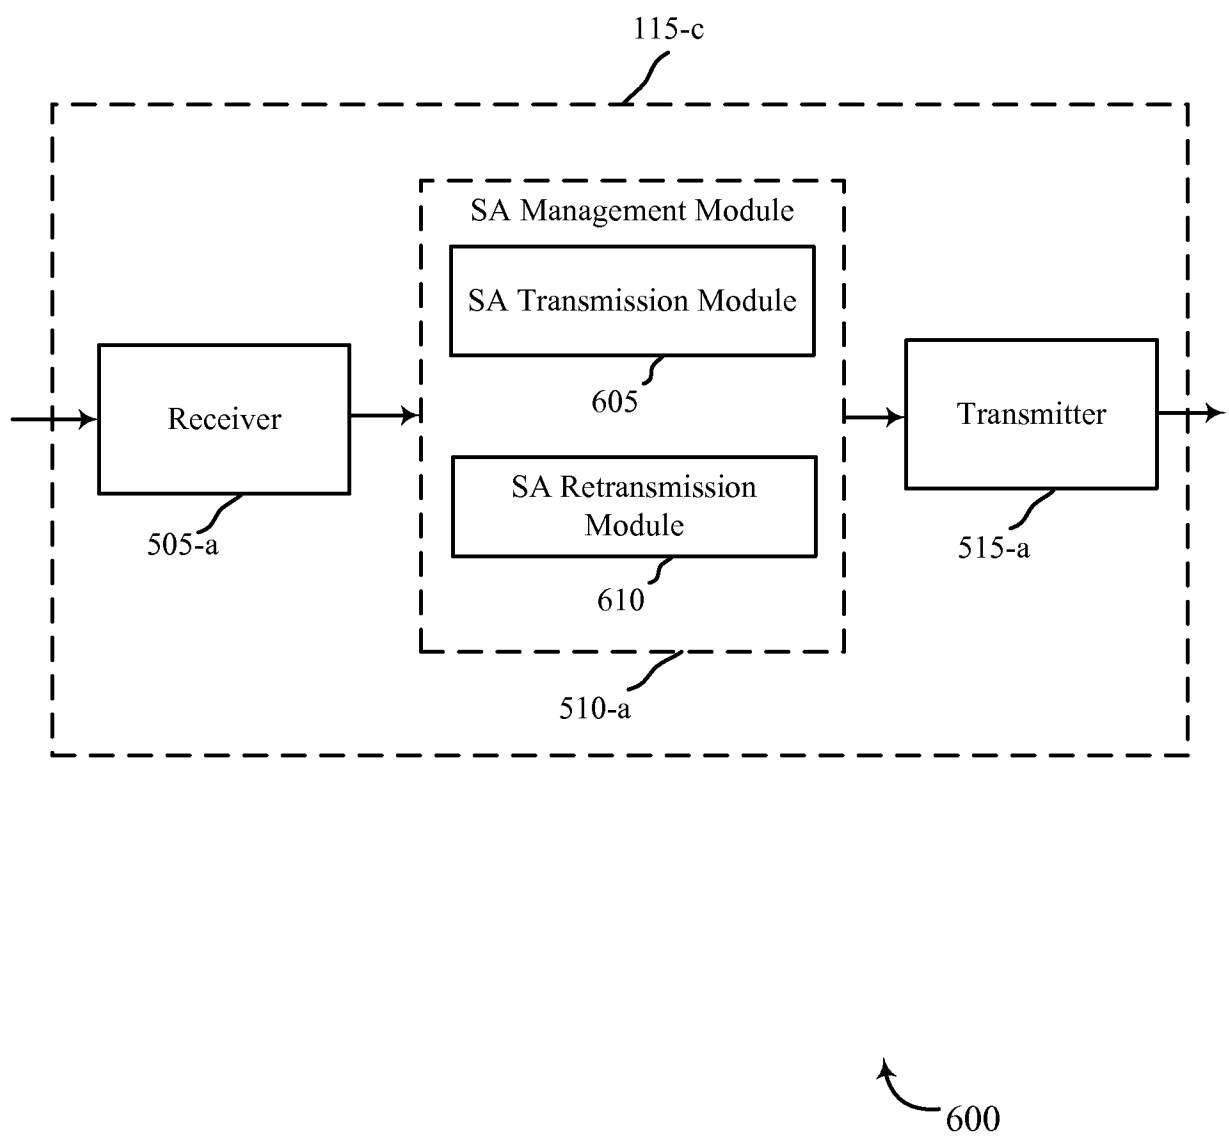 115-c
SA Management Module
SA Transmission Module
605
Receiver
505-a
SA Retransmission
Module
610
510-a
Transmitter
515-a
600